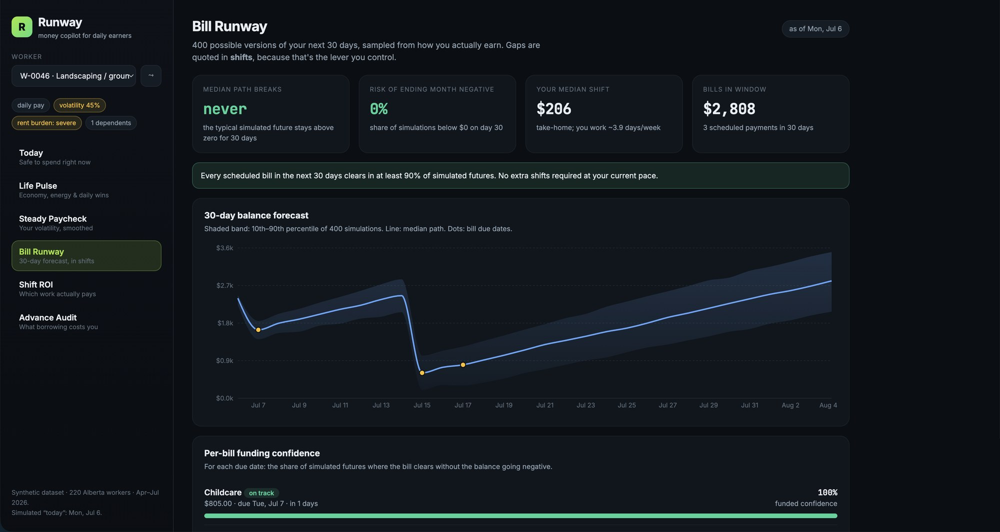 R
Runway
money copilot for daily earners
WORKER
W-0046 · Landscaping / groun
→
daily pay
volatility 45%
rent burden: severe
1 dependents
Today
Safe to spend right now
Life Pulse
Economy, energy & daily wins
Steady Paycheck
Your volatility, smoothed
Bill Runway
30-day forecast, in shifts
Shift ROI
Which work actually pays
Advance Audit
What borrowing costs you
Synthetic dataset · 220 Alberta workers · Apr–Jul
2026.
Simulated “today”: Mon, Jul 6.
Bill Runway
as of Mon, Jul 6
400 possible versions of your next 30 days, sampled from how you actually earn. Gaps are
quoted in shifts, because that's the lever you control.
MEDIAN PATH BREAKS
never
the typical simulated future stays above
zero for 30 days
RISK OF ENDING MONTH NEGATIVE
0%
share of simulations below $0 on day 30
YOUR MEDIAN SHIFT
$206
take-home; you work ~3.9 days/week
BILLS IN WINDOW
$2,808
3 scheduled payments in 30 days
Every scheduled bill in the next 30 days clears in at least 90% of simulated futures. No extra shifts required at your current pace.
30-day balance forecast
Shaded band: 10th–90th percentile of 400 simulations. Line: median path. Dots: bill due dates.
$3.6k
$2.7k
$1.8k
$0.9k
$0.0k
Jul 7 Jul 9 Jul 11 Jul 13 Jul 15 Jul 17 Jul 19 Jul 21 Jul 23 Jul 25 Jul 27 Jul 29 Jul 31 Aug 2 Aug 4
Per-bill funding confidence
For each due date: the share of simulated futures where the bill clears without the balance going negative.
Childcare on track
100%
$805.00 · due Tue, Jul 7 · in 1 days
funded confidence